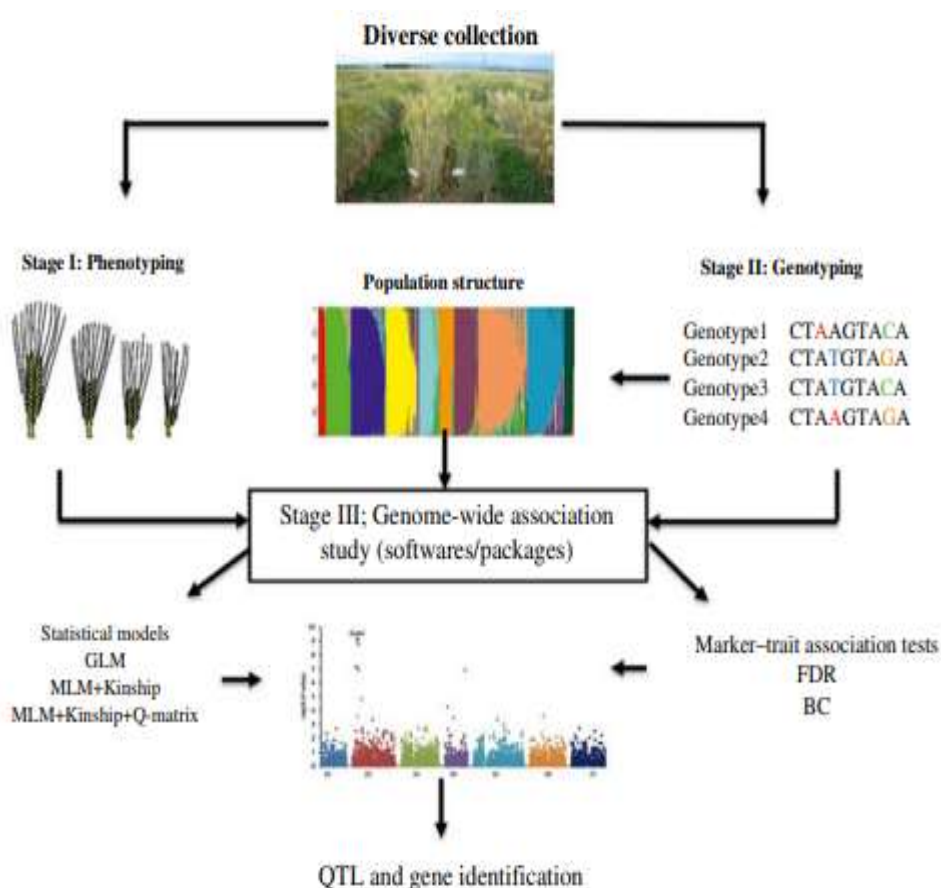 Diverse collection
Stage I: Phenotyping
Population structure
Stage II: Genotyping
Genotype1 CTAAGTACA
Genotype2 CTATGTAGA
Genotype3 CTATGTACA
Genotype4 CTAAGTAGA
Stage III; Genome-wide association
study (softwares/packages)
Statistical models
GLM
MLM+Kinship
MLM+Kinship+Q-matrix
Marker–trait association tests
FDR
BC
QTL and gene identification